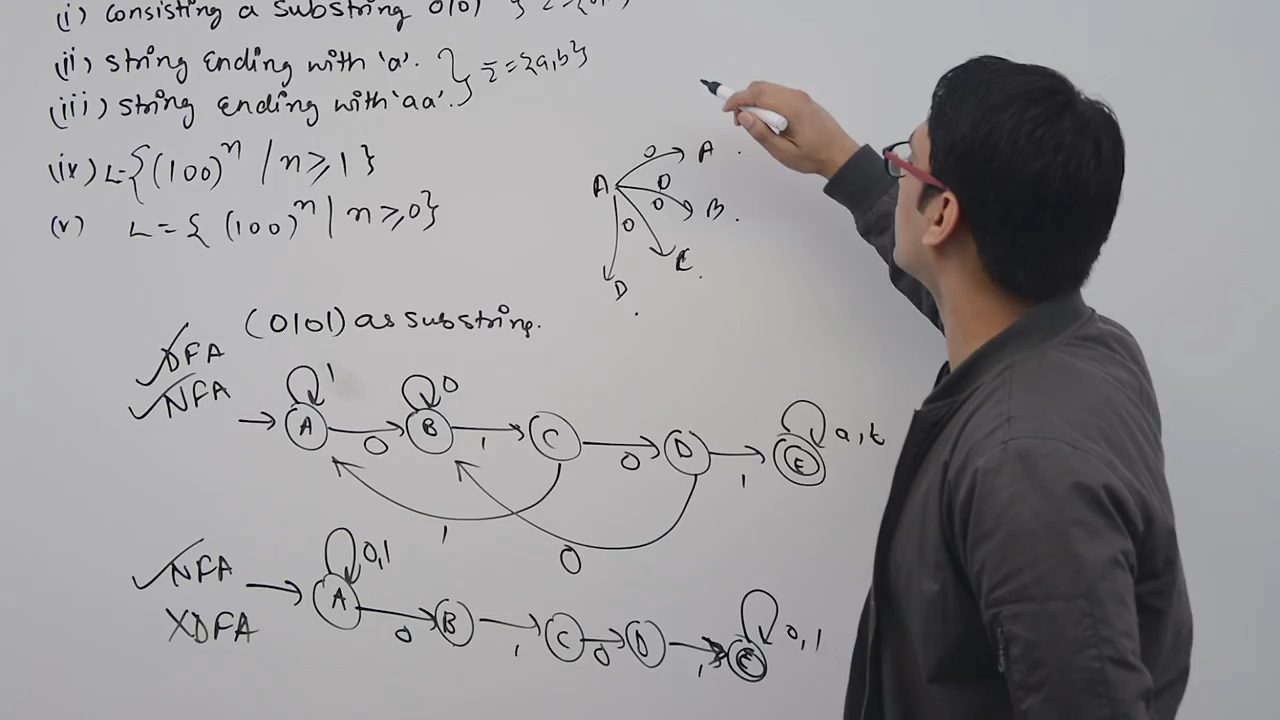 (i) consisting a substring 0101 } Σ={0,1}
(ii) string Ending with 'a'. } Σ={a,b}
(iii) string Ending with 'aa'.
(iv) L={(100)^n / n≥1}
(v) L = { (100)^n | n≥0}
A 0 A .
0
0 B .
0 C .
D .
(0101) as substring.
DFA
NFA
1 0 a, b
A 0 B 1 C 0 D 1 E
1
0
NFA
XDFA
0,1 0,1
A 0 B 1 C 0 D 1 E